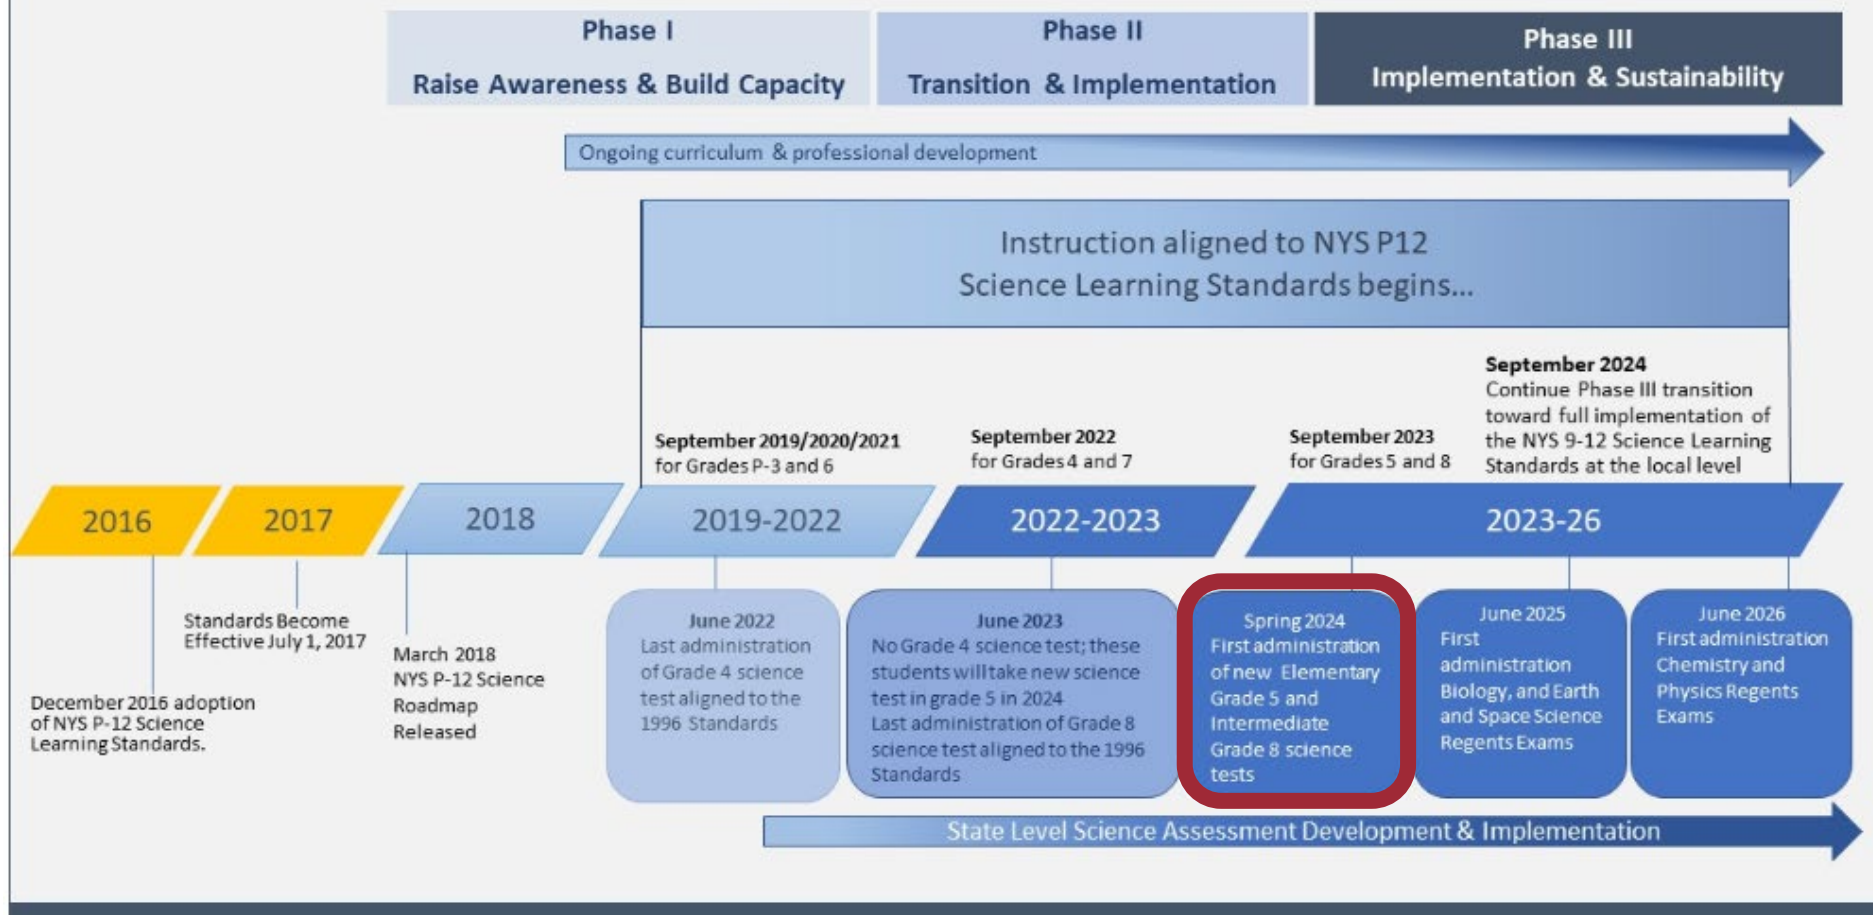 Phase I
Raise Awareness & Build Capacity
Phase II
Transition & Implementation
Phase III
Implementation & Sustainability
Ongoing curriculum & professional development
Instruction aligned to NYS P12
Science Learning Standards begins...
September 2019/2020/2021
for Grades P-3 and 6
September 2022
for Grades 4 and 7
September 2023
for Grades 5 and 8
September 2024
Continue Phase III transition
toward full implementation of
the NYS 9-12 Science Learning
Standards at the local level
2016
2017
2018
2019-2022
2022-2023
2023-26
December 2016 adoption
of NYS P-12 Science
Learning Standards.
Standards Become
Effective July 1, 2017
March 2018
NYS P-12 Science
Roadmap
Released
June 2022
Last administration
of Grade 4 science
test aligned to the
1996 Standards
June 2023
No Grade 4 science test; these
students will take new science
test in grade 5 in 2024
Last administration of Grade 8
science test aligned to the 1996
Standards
Spring 2024
First administration
of new Elementary
Grade 5 and
Intermediate
Grade 8 science
tests
June 2025
First
administration
Biology, and Earth
and Space Science
Regents Exams
June 2026
First administration
Chemistry and
Physics Regents
Exams
State Level Science Assessment Development & Implementation